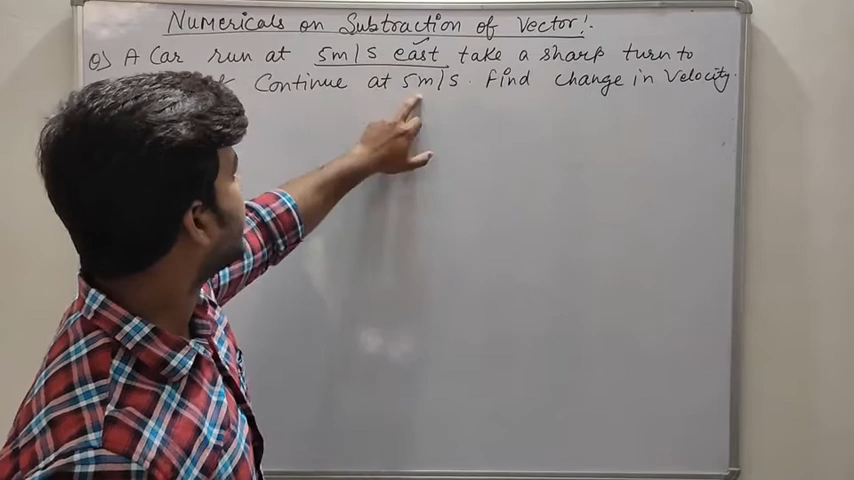 Numericals on Subtraction of Vector!.
Q) A Car run at 5m/s east take a sharp turn to
Continue at 5m/s. Find Change in Velocity.